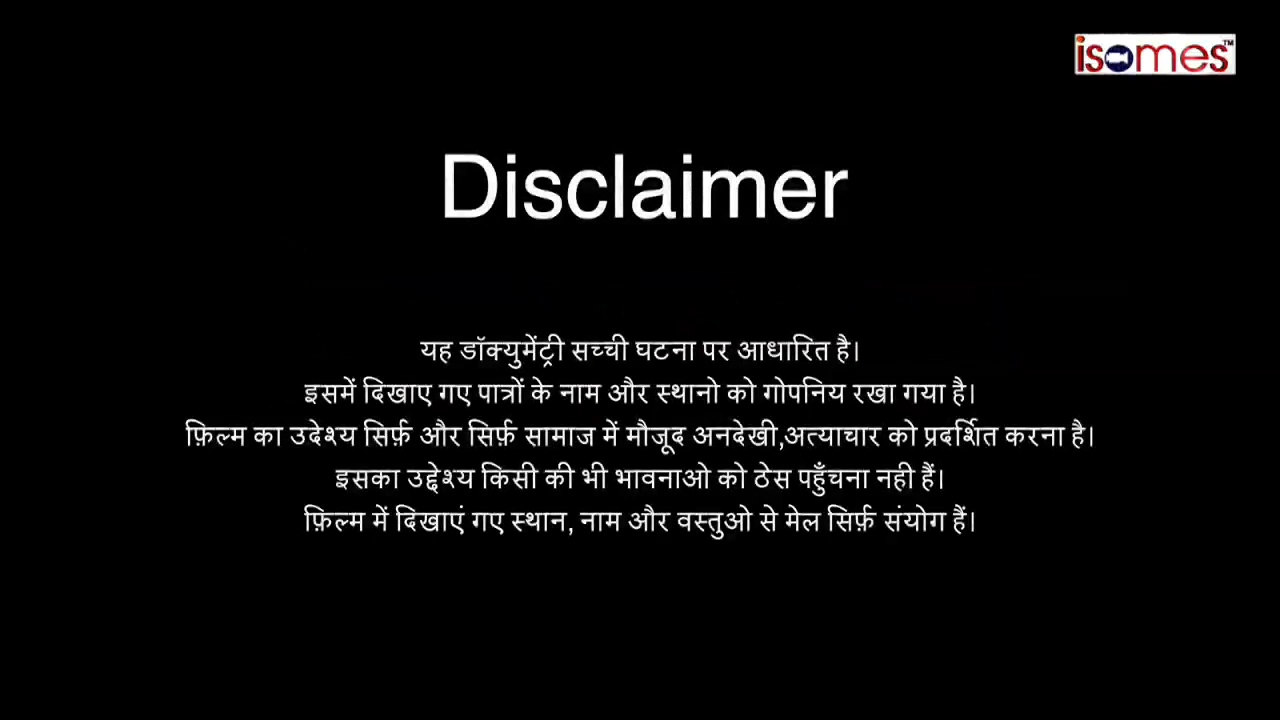 isomes™
Disclaimer
यह डॉक्युमेंट्री सच्ची घटना पर आधारित है।
इसमें दिखाए गए पात्रों के नाम और स्थानो को गोपनिय रखा गया है।
फ़िल्म का उदेश्य सिर्फ़ और सिर्फ़ सामाज में मौजूद अनदेखी,अत्याचार को प्रदर्शित करना है।
इसका उद्देश्य किसी की भी भावनाओ को ठेस पहुँचना नही हैं।
फ़िल्म में दिखाएं गए स्थान, नाम और वस्तुओ से मेल सिर्फ़ संयोग हैं।